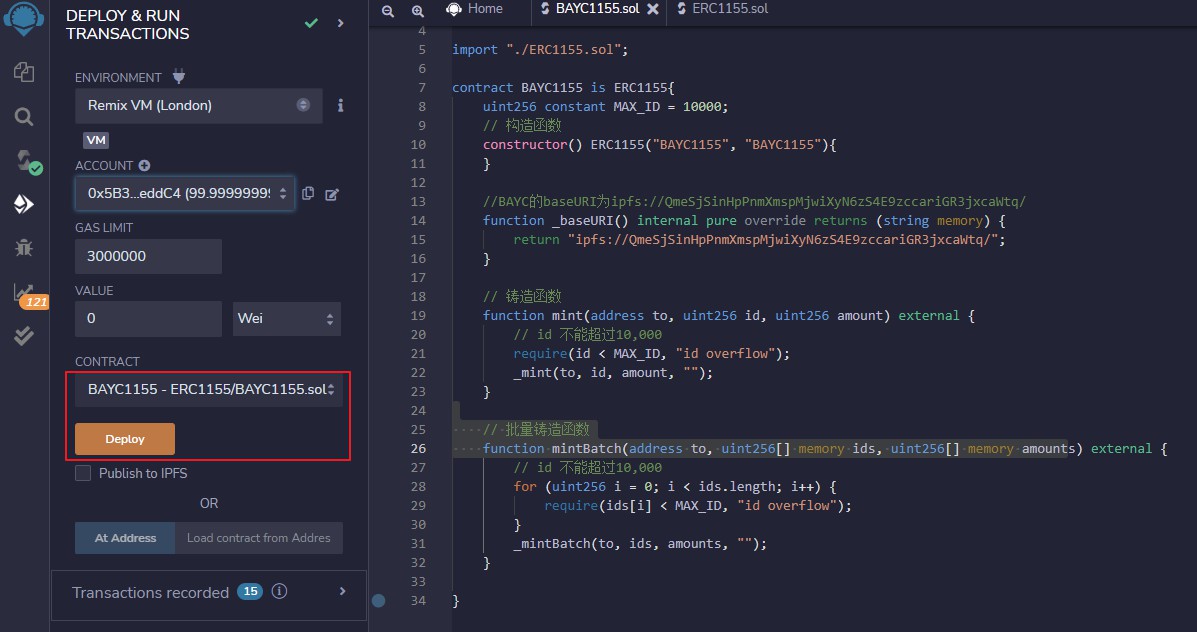 DEPLOY & RUN
TRANSACTIONS
ENVIRONMENT
Remix VM (London)
VM
ACCOUNT
0x5B3...eddC4 (99.99999999
GAS LIMIT
3000000
VALUE
0
Wei
CONTRACT
BAYC1155 - ERC1155/BAYC1155.sol
Deploy
Publish to IPFS
OR
At Address
Load contract from Addres
Transactions recorded 15
121
Home
BAYC1155.sol
ERC1155.sol
4
5 import "./ERC1155.sol";
6
7 contract BAYC1155 is ERC1155{
8 uint256 constant MAX_ID = 10000;
9 // 构造函数
10 constructor() ERC1155("BAYC1155", "BAYC1155"){
11 }
12
13 //BAYC的baseURI为ipfs://QmeSjSinHpPnmXmspMjwiXyN6zS4E9zccariGR3jxcaWtq/
14 function _baseURI() internal pure override returns (string memory) {
15 return "ipfs://QmeSjSinHpPnmXmspMjwiXyN6zS4E9zccariGR3jxcaWtq/";
16 }
17
18 // 铸造函数
19 function mint(address to, uint256 id, uint256 amount) external {
20 // id 不能超过10,000
21 require(id < MAX_ID, "id overflow");
22 _mint(to, id, amount, "");
23 }
24
25 // 批量铸造函数
26 function mintBatch(address to, uint256[] memory ids, uint256[] memory amounts) external {
27 // id 不能超过10,000
28 for (uint256 i = 0; i < ids.length; i++) {
29 require(ids[i] < MAX_ID, "id overflow");
30 }
31 _mintBatch(to, ids, amounts, "");
32 }
33
34 }